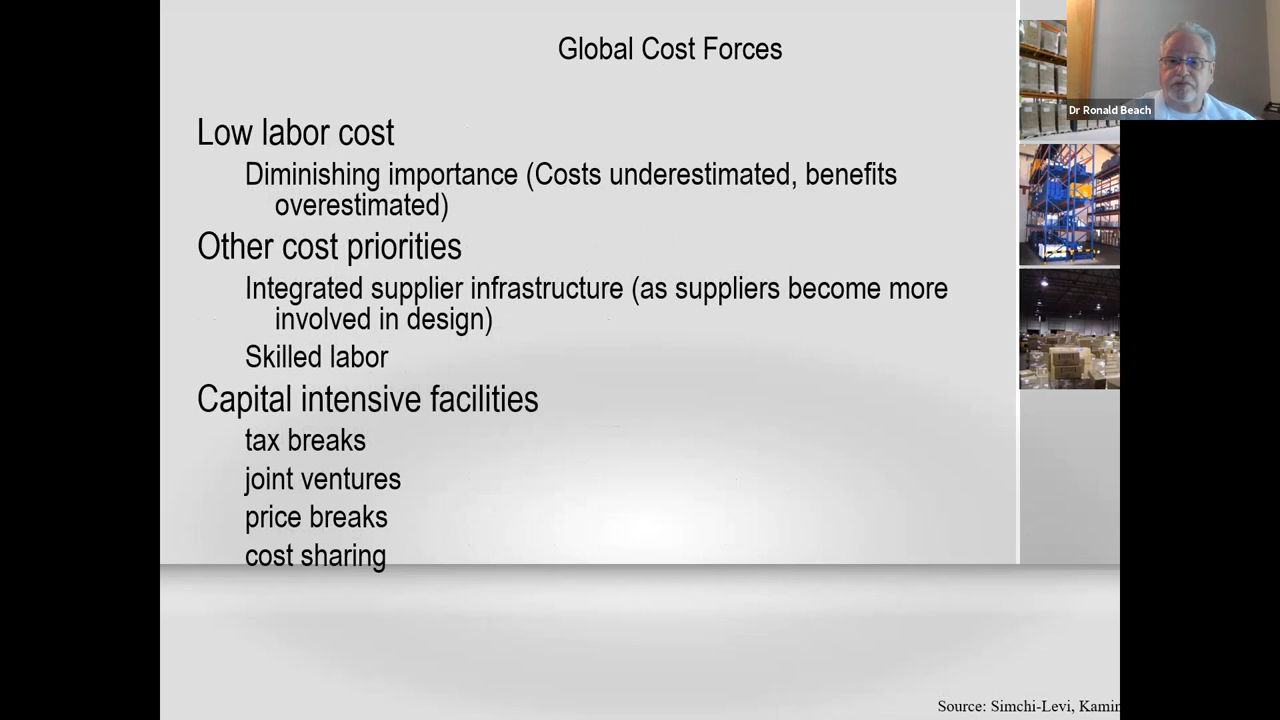 Global Cost Forces
Dr Ronald Beach
Low labor cost
Diminishing importance (Costs underestimated, benefits
overestimated)
Other cost priorities
Integrated supplier infrastructure (as suppliers become more
involved in design)
Skilled labor
Capital intensive facilities
tax breaks
joint ventures
price breaks
cost sharing
Source: Simchi-Levi,